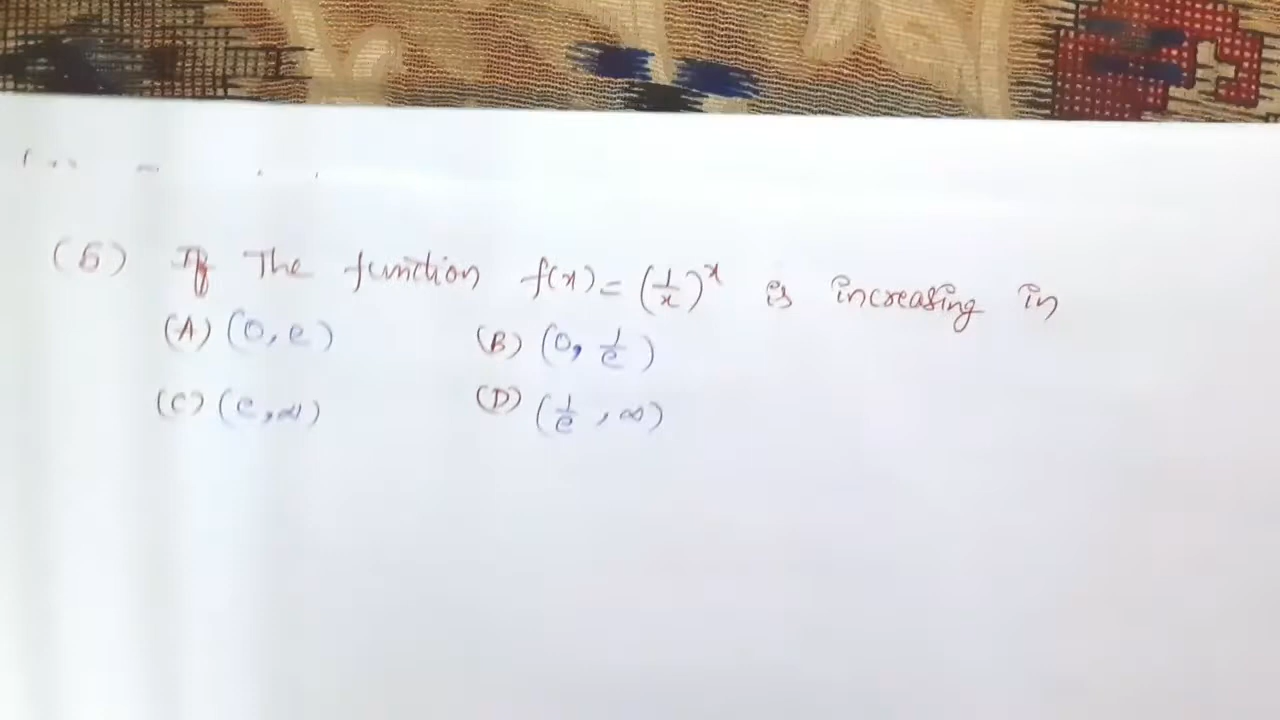 (5) If The function f(x) = (1/x)^x is increasing in
(A) (0, e) (B) (0, 1/e)
(C) (e, ∞) (D) (1/e, ∞)